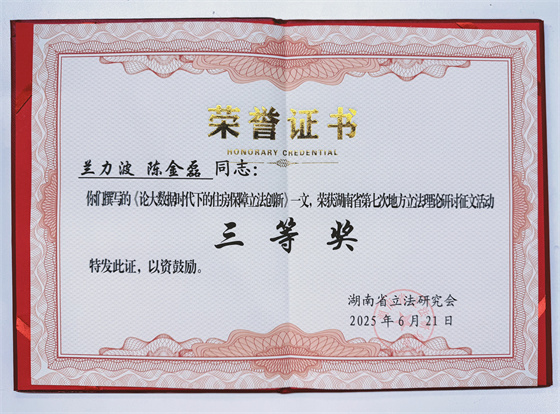 荣誉证书
HONORARY CREDENTIAL
兰力波 陈金磊 同志：
你们撰写的《论大数据时代下的住房保障立法创新》一文，荣获湖南省第七次地方立法理论研讨征文活动
三等奖
特发此证，以资鼓励。
湖南省立法研究会
2025年6月21日